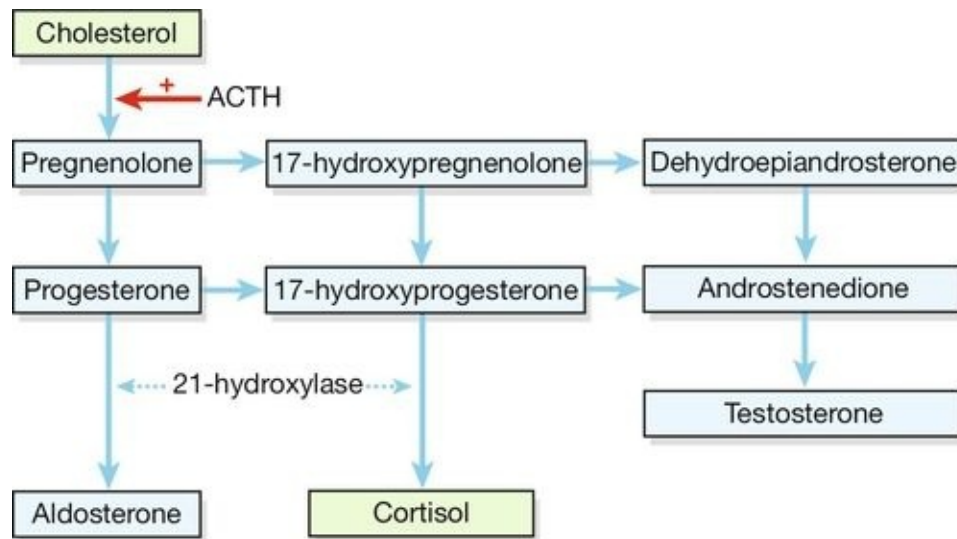 Cholesterol
+
ACTH
Pregnenolone
17-hydroxypregnenolone
Dehydroepiandrosterone
Progesterone
17-hydroxyprogesterone
Androstenedione
21-hydroxylase
Testosterone
Aldosterone
Cortisol